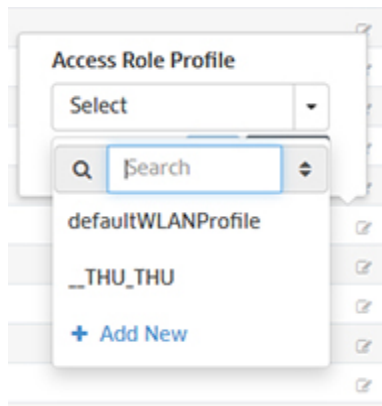 Access Role Profile
Select
Search
defaultWLANProfile
__THU_THU
+ Add New